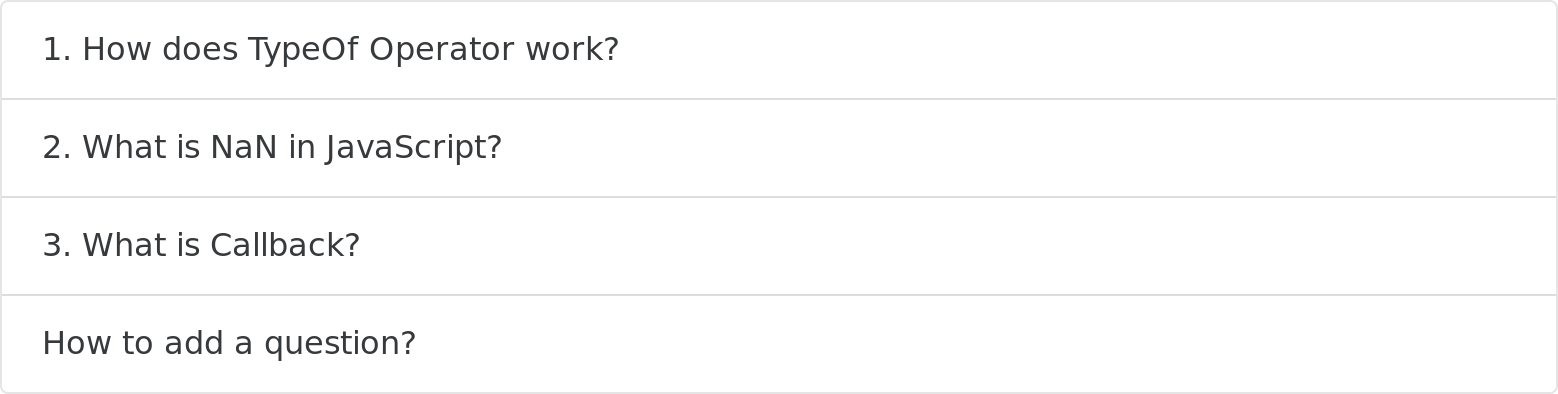 1. How does TypeOf Operator work?
2. What is NaN in JavaScript?
3. What is Callback?
How to add a question?